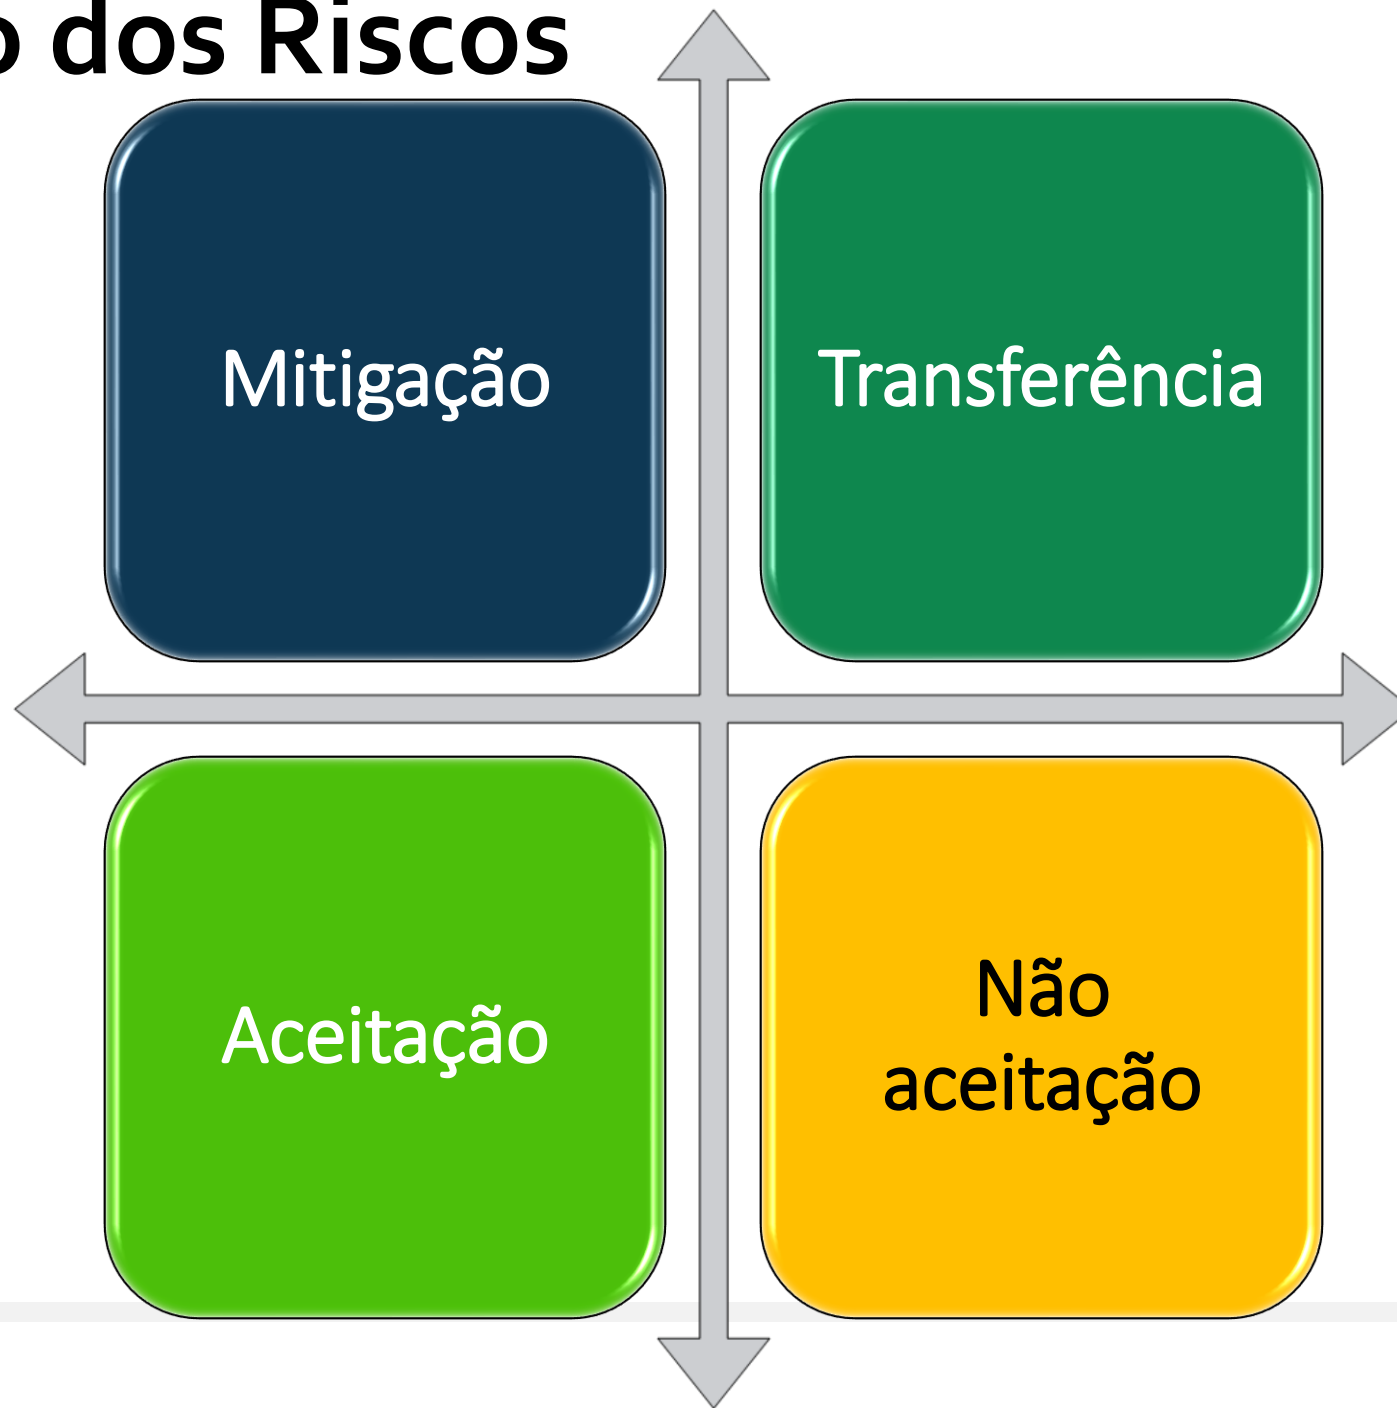 o dos Riscos
Mitigação
Transferência
Aceitação
Não
aceitação